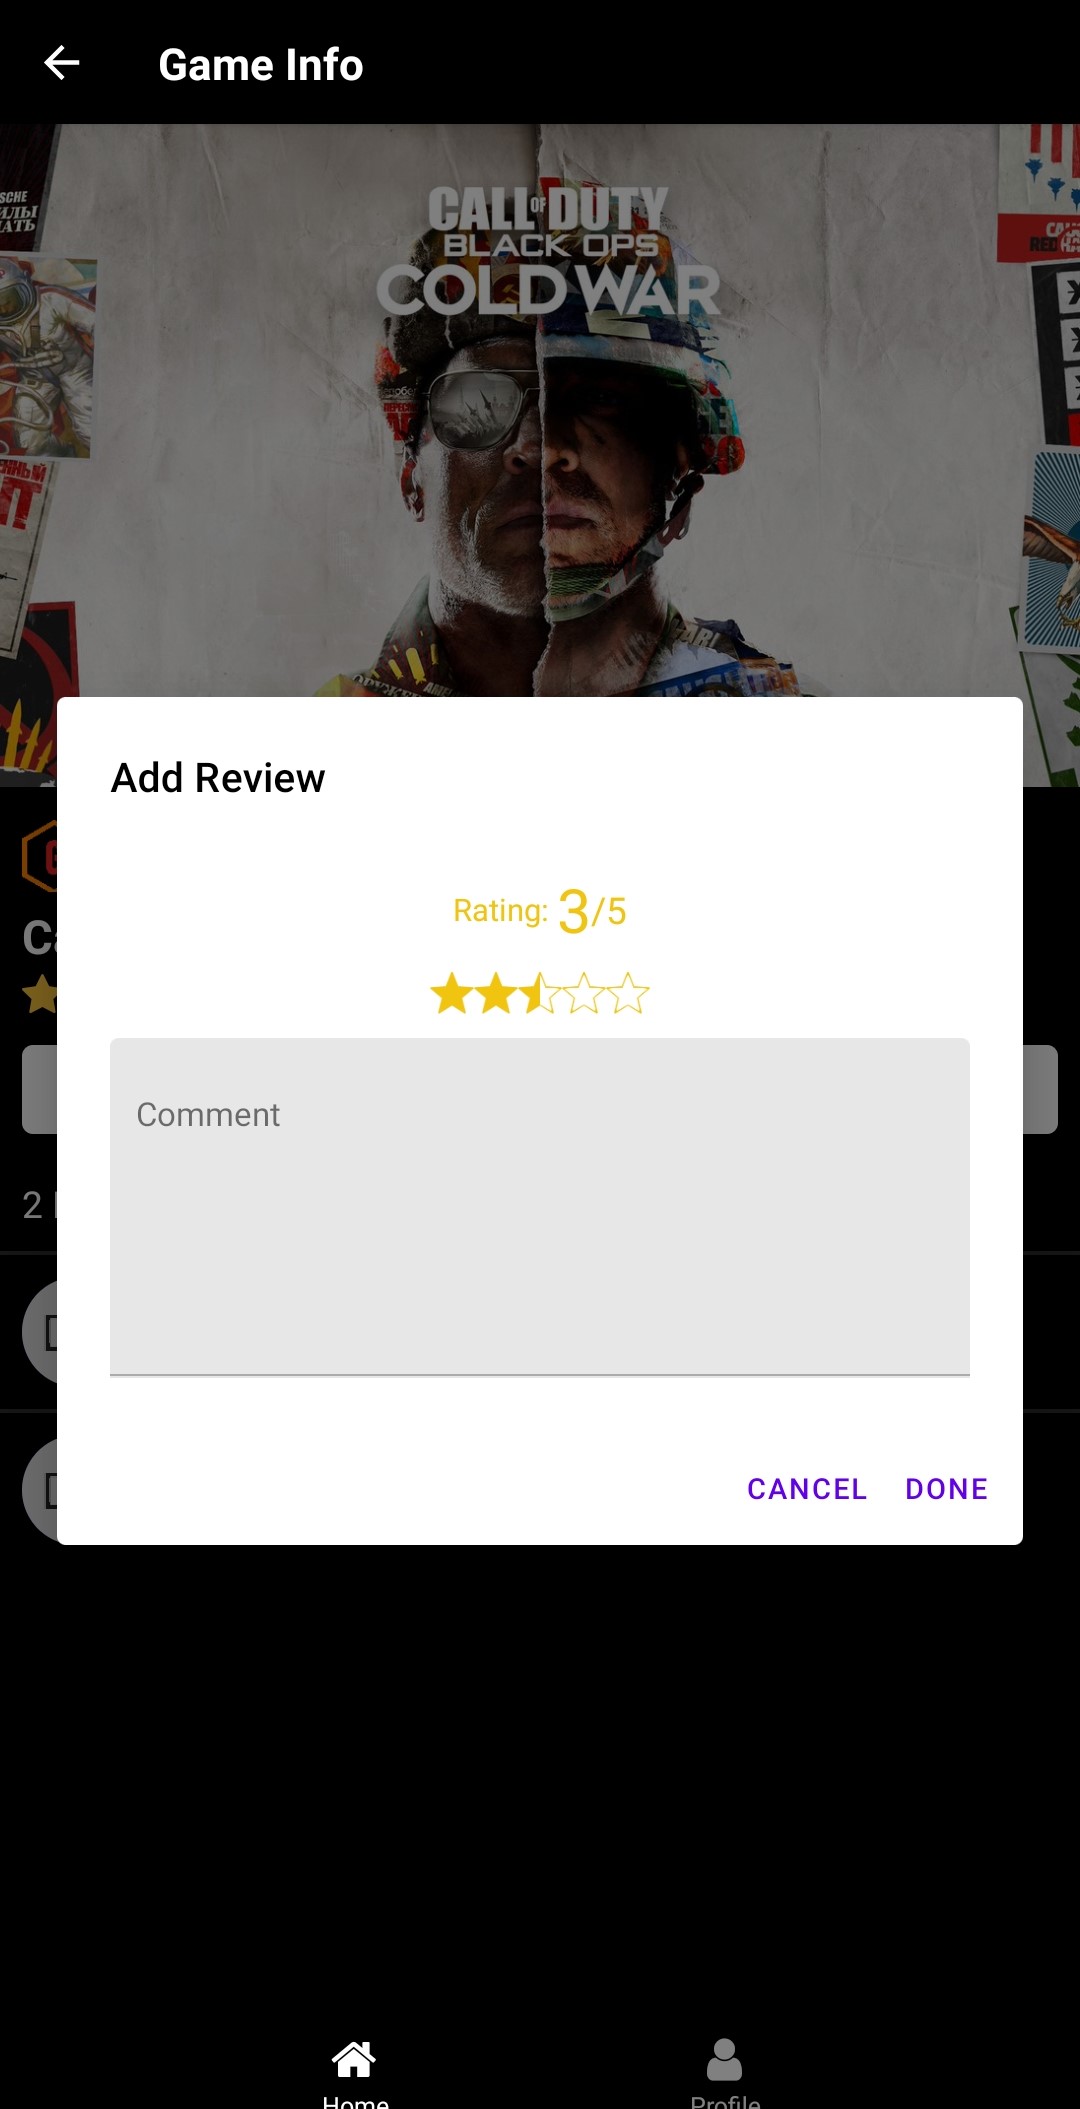 Game Info
CALL OF DUTY
BLACK OPS
COLD WAR
Add Review
Rating: 3/5
Comment
2
CANCEL DONE
Home
Profile